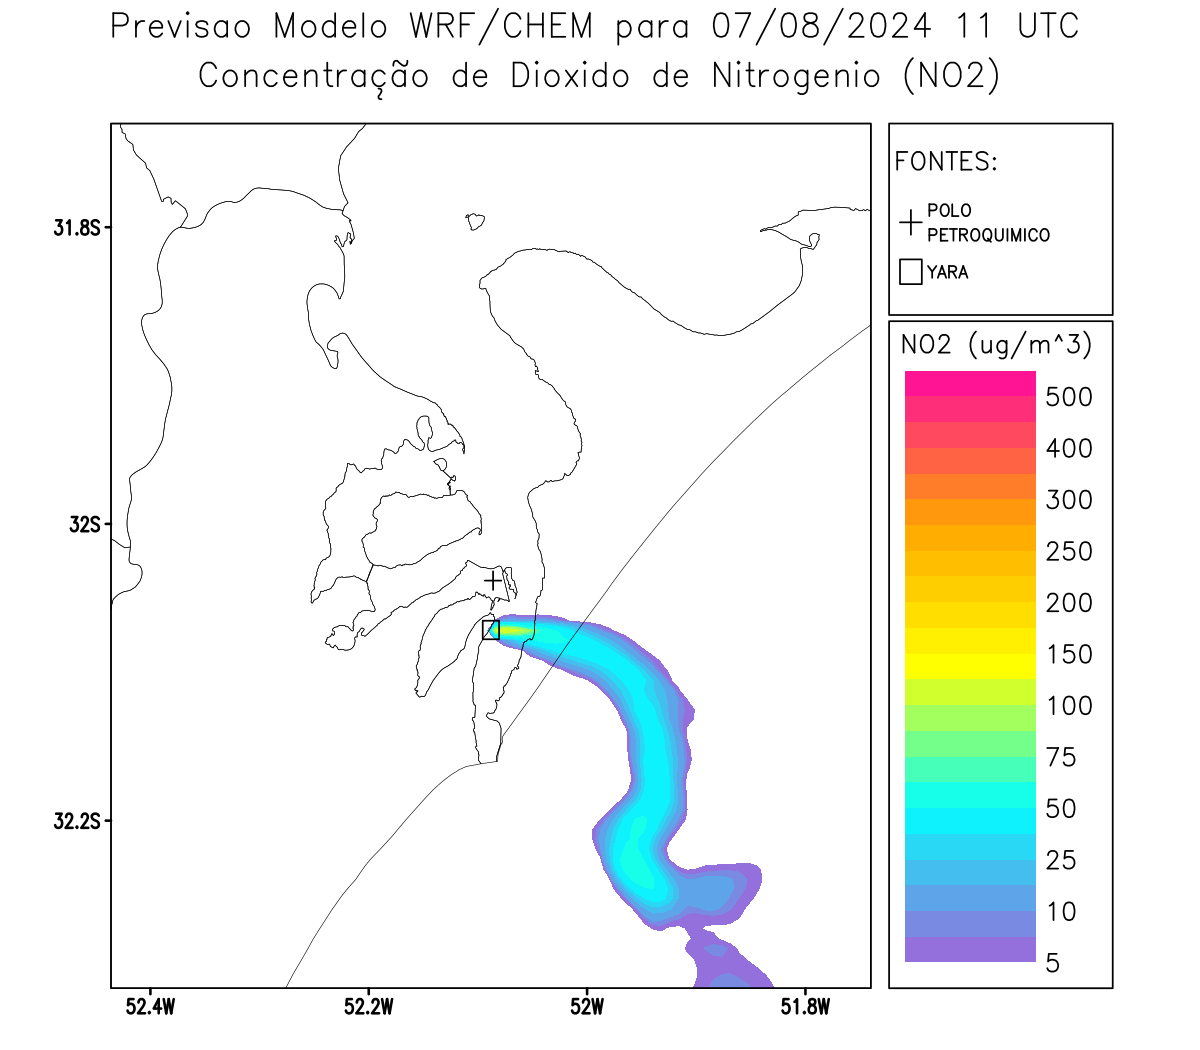 Previsao Modelo WRF/CHEM para 07/08/2024 11 UTC
Concentração de Dioxido de Nitrogenio (NO2)
FONTES:
POLO
PETROQUIMICO
YARA
31.8S
32S
32.2S
52.4W
52.2W
52W
51.8W
NO2 (ug/m^3)
500
400
300
250
200
150
100
75
50
25
10
5